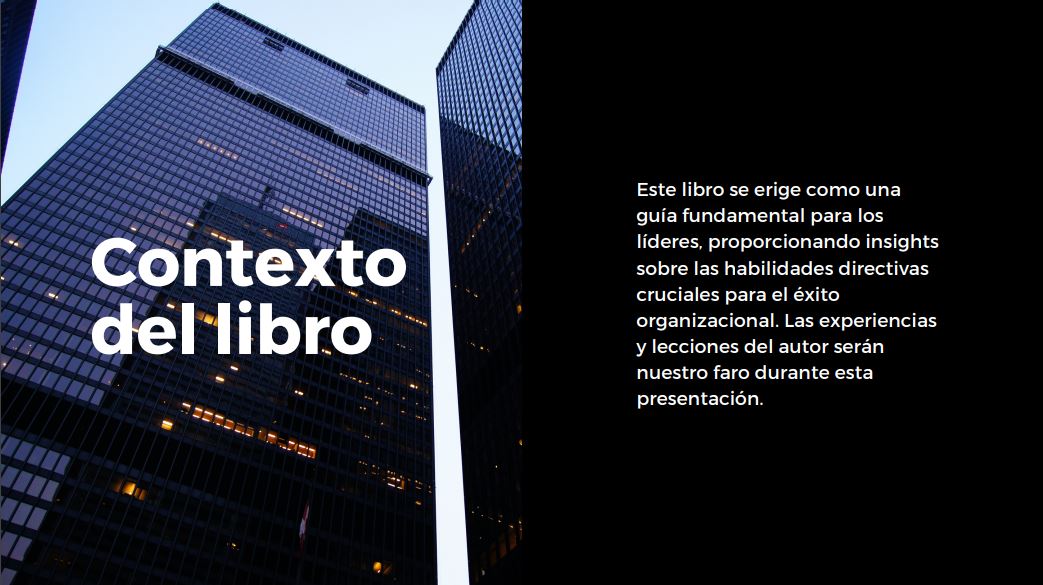 Contexto
del libro
Este libro se erige como una
guía fundamental para los
líderes, proporcionando insights
sobre las habilidades directivas
cruciales para el éxito
organizacional. Las experiencias
y lecciones del autor serán
nuestro faro durante esta
presentación.